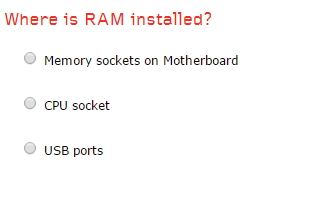 Where is RAM installed?
Memory sockets on Motherboard
CPU socket
USB ports